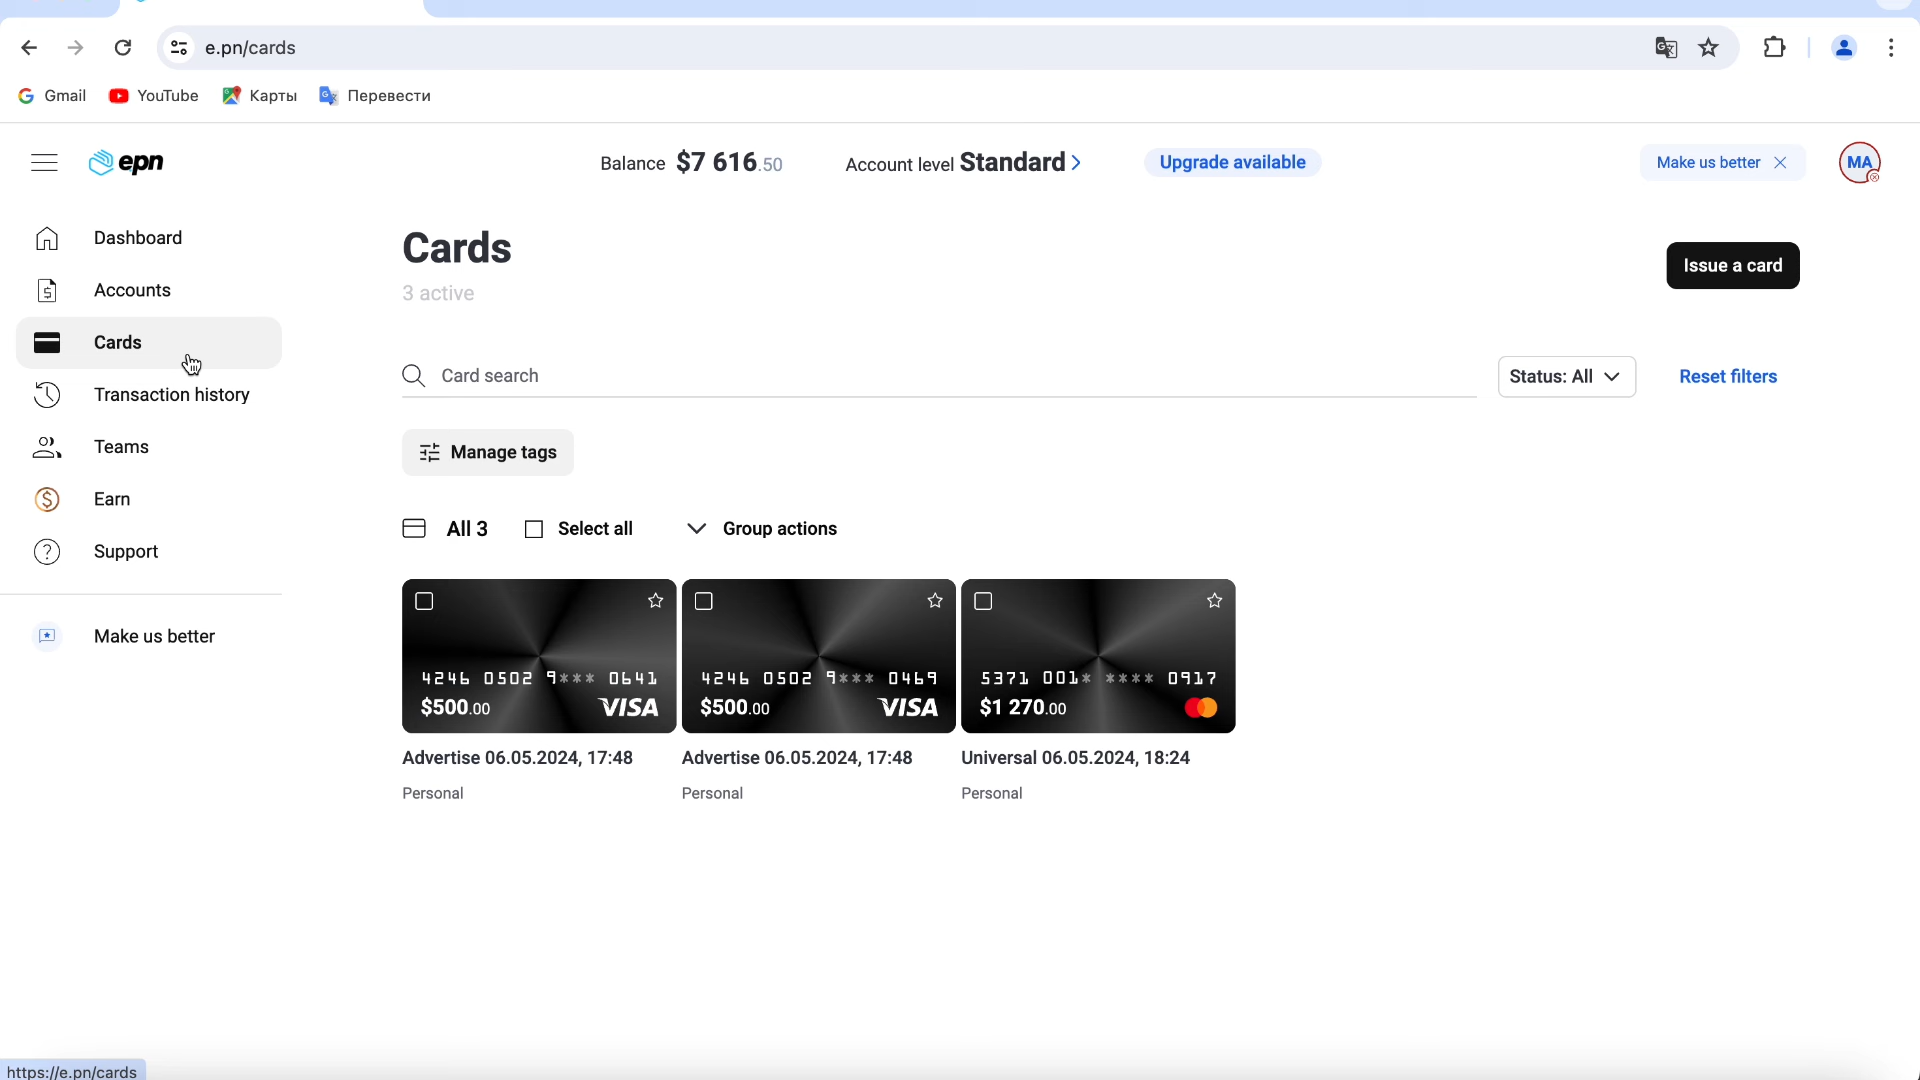 e.pn/cards
Gmail YouTube Карты Перевести
epn
Balance $7 616.50 Account level Standard Upgrade available Make us better MA
Dashboard
Accounts
Cards
Transaction history
Teams
Earn
Support
Make us better
Cards
3 active
Issue a card
Card search Status: All Reset filters
Manage tags
All 3 Select all Group actions
4246 0502 9*** 0641
$500.00 VISA
Advertise 06.05.2024, 17:48
Personal
4246 0502 9*** 0469
$500.00 VISA
Advertise 06.05.2024, 17:48
Personal
5371 001* **** 0917
$1 270.00
Universal 06.05.2024, 18:24
Personal
https://e.pn/cards